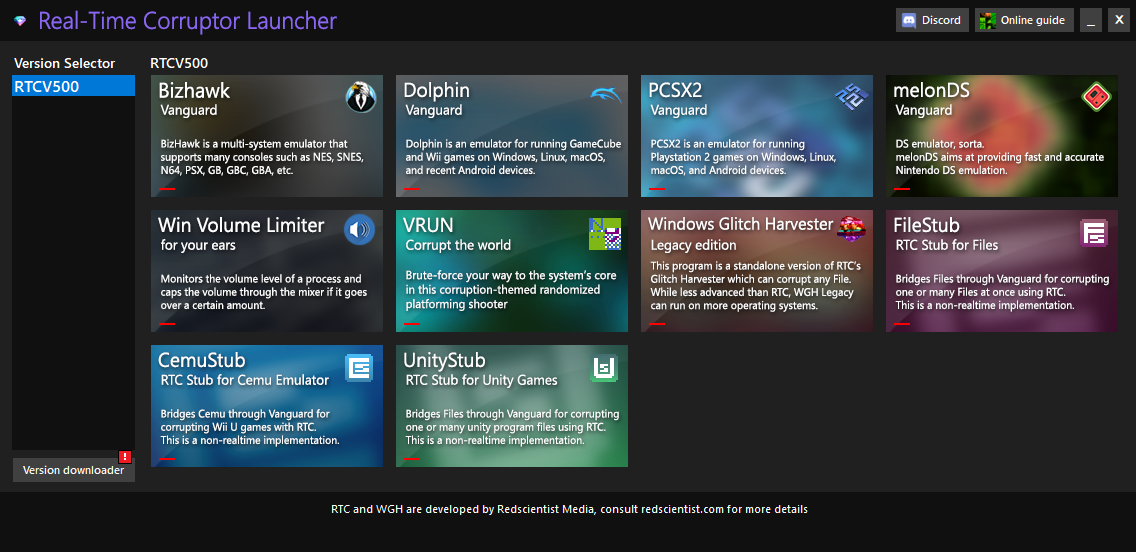 Real-Time Corruptor Launcher
Discord
Online guide
_
X
Version Selector
RTCV500
RTCV500
Bizhawk
Vanguard
BizHawk is a multi-system emulator that
supports many consoles such as NES, SNES,
N64, PSX, GB, GBC, GBA, etc.
Dolphin
Vanguard
Dolphin is an emulator for running GameCube
and Wii games on Windows, Linux, macOS,
and recent Android devices.
PCSX2
Vanguard
PCSX2 is an emulator for running
Playstation 2 games on Windows, Linux,
macOS, and Android devices.
melonDS
Vanguard
DS emulator, sorta.
melonDS aims at providing fast and accurate
Nintendo DS emulation.
Win Volume Limiter
for your ears
Monitors the volume level of a process and
caps the volume through the mixer if it goes
over a certain amount.
VRUN
Corrupt the world
Brute-force your way to the system's core
in this corruption-themed randomized
platforming shooter
Windows Glitch Harvester
Legacy edition
This program is a standalone version of RTC's
Glitch Harvester which can corrupt any File.
While less advanced than RTC, WGH Legacy
can run on more operating systems.
FileStub
RTC Stub for Files
Bridges Files through Vanguard for corrupting
one or many Files at once using RTC.
This is a non-realtime implementation.
CemuStub
RTC Stub for Cemu Emulator
Bridges Cemu through Vanguard for
corrupting Wii U games with RTC.
This is a non-realtime implementation.
UnityStub
RTC Stub for Unity Games
Bridges Files through Vanguard for corrupting
one or many unity program files using RTC.
This is a non-realtime implementation.
!
Version downloader
RTC and WGH are developed by Redscientist Media, consult redscientist.com for more details